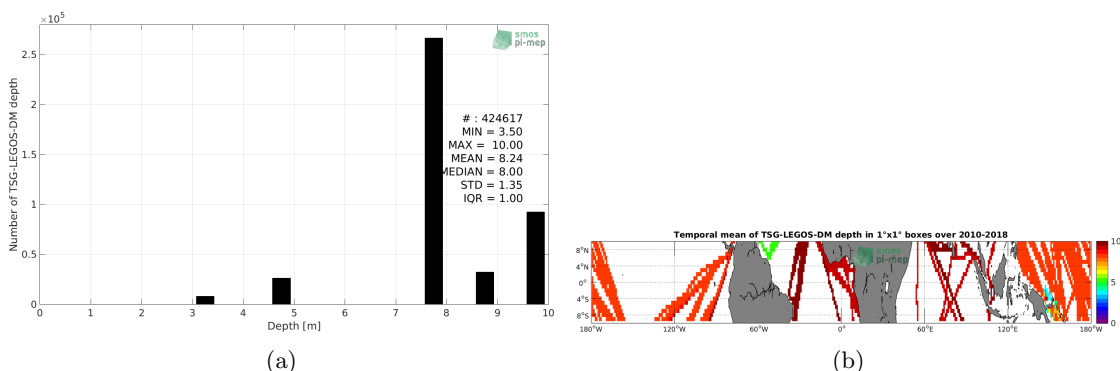 ×10⁵
smos
pi-mep
2.5
2
1.5
1
0.5
0
Number of TSG-LEGOS-DM depth
# : 424617
MIN = 3.50
MAX = 10.00
MEAN = 8.24
MEDIAN = 8.00
STD = 1.35
IQR = 1.00
0 1 2 3 4 5 6 7 8 9 10
Depth [m]
(a)
Temporal mean of TSG-LEGOS-DM depth in 1°x1° boxes over 2010-2018
smos
pi-mep
8°N
4°N
0°
4°S
8°S
180°W 120°W 60°W 0° 60°E 120°E 180°W
10
5
0
(b)